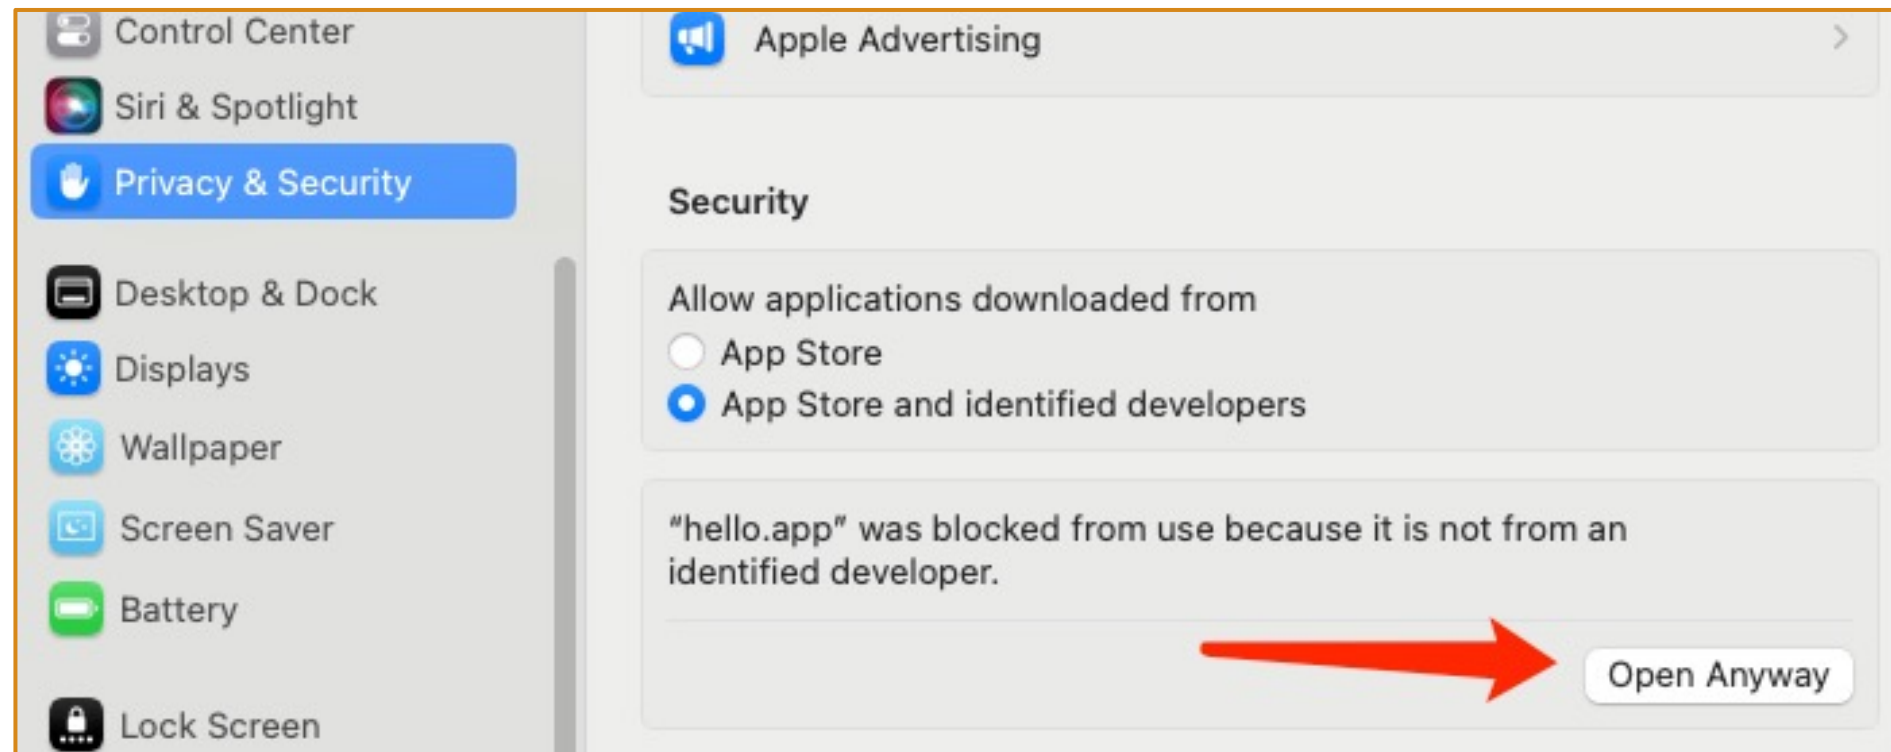 Control Center
Siri & Spotlight
Privacy & Security
Desktop & Dock
Displays
Wallpaper
Screen Saver
Battery
Lock Screen
Apple Advertising
Security
Allow applications downloaded from
App Store
App Store and identified developers
“hello.app” was blocked from use because it is not from an
identified developer.
Open Anyway